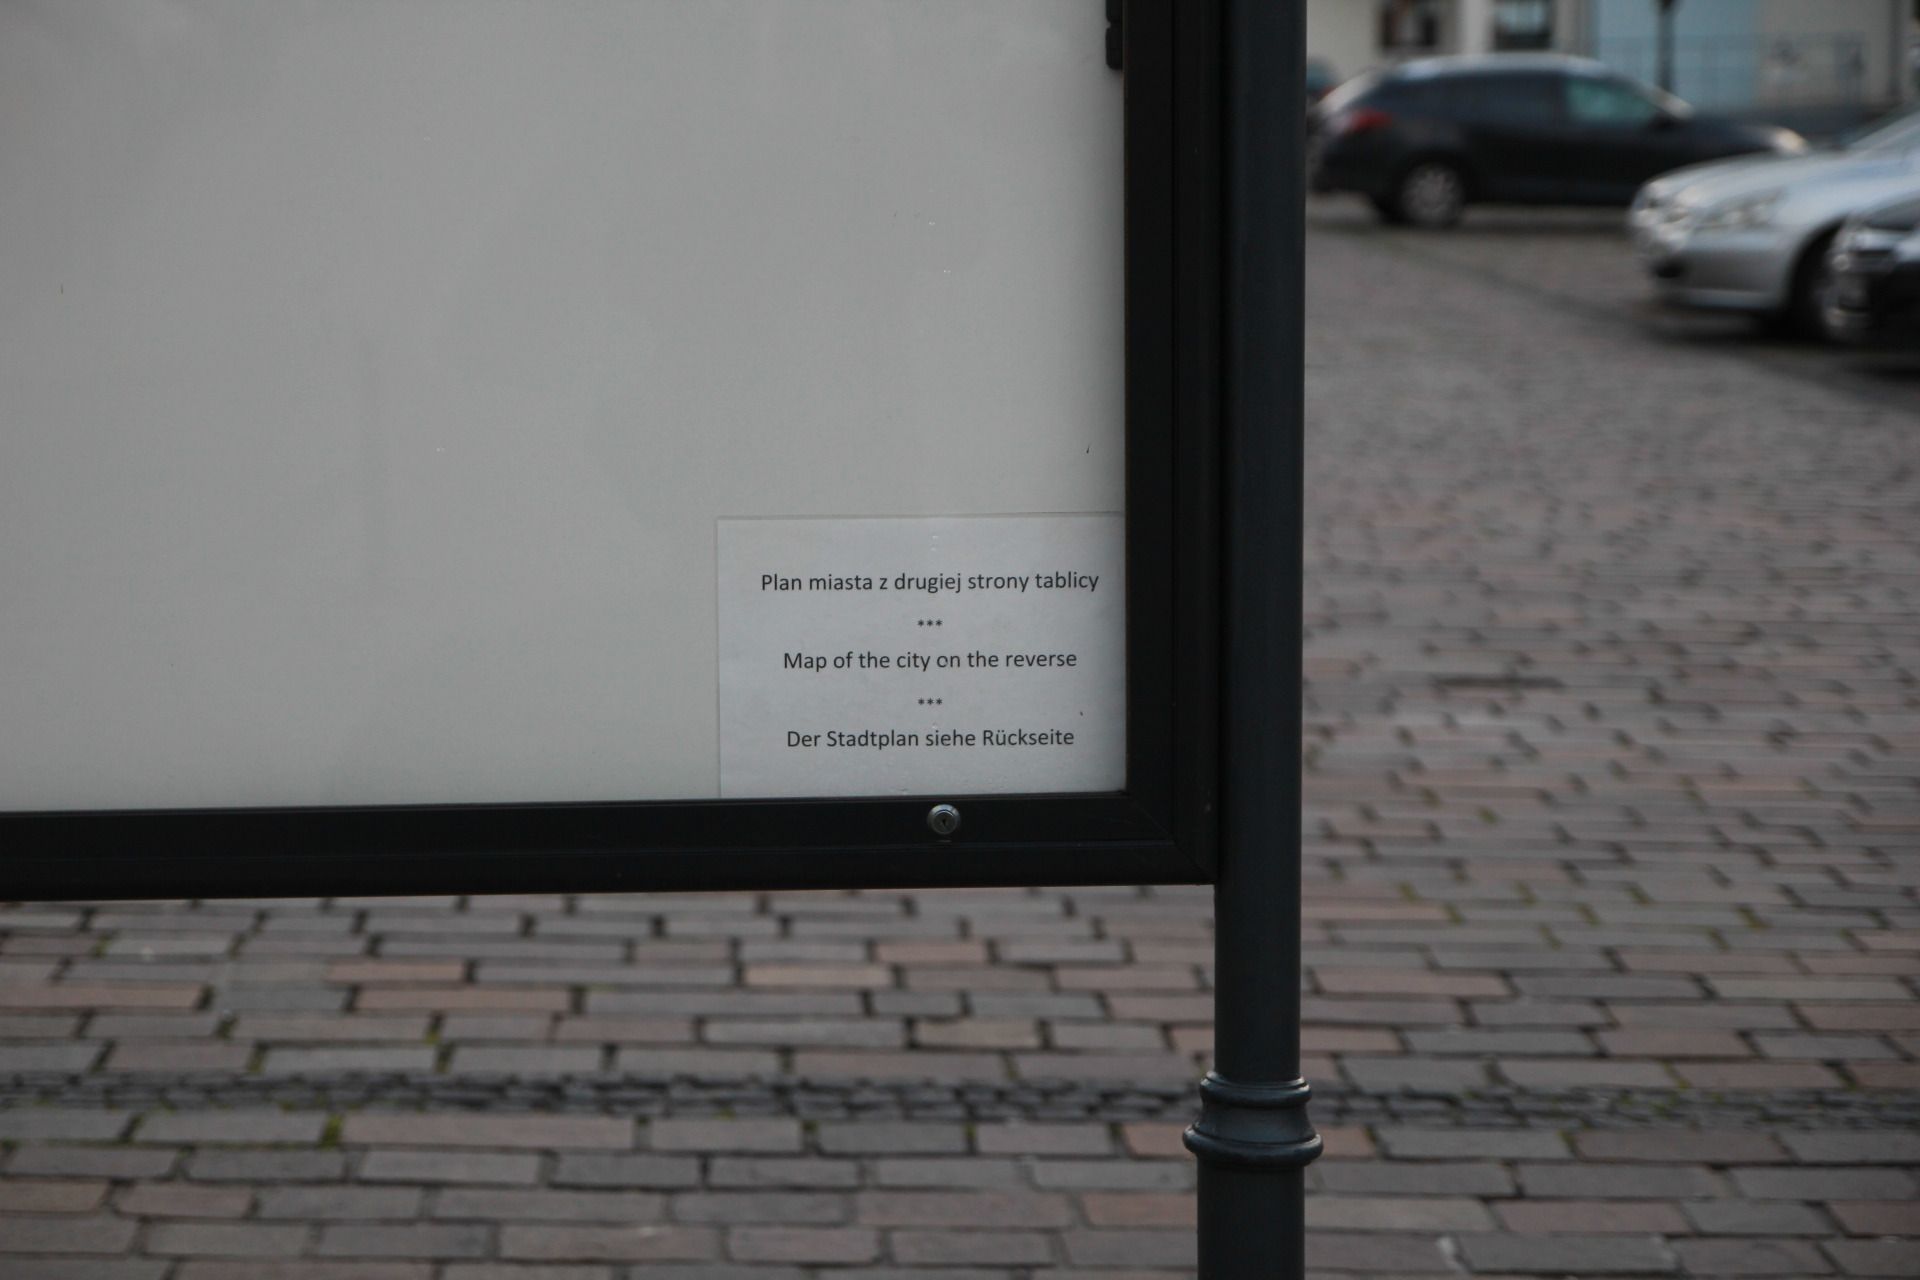 Plan miasta z drugiej strony tablicy
***
Map of the city on the reverse
***
Der Stadtplan siehe Rückseite